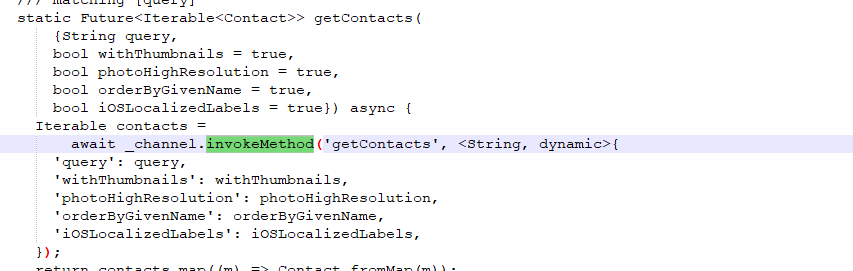 /// matching [query]
static Future<Iterable<Contact>> getContacts(
{String query,
bool withThumbnails = true,
bool photoHighResolution = true,
bool orderByGivenName = true,
bool iOSLocalizedLabels = true}) async {
Iterable contacts =
await _channel.invokeMethod('getContacts', <String, dynamic>{
'query': query,
'withThumbnails': withThumbnails,
'photoHighResolution': photoHighResolution,
'orderByGivenName': orderByGivenName,
'iOSLocalizedLabels': iOSLocalizedLabels,
});
return contacts.map((m) => Contact.fromMap(m));